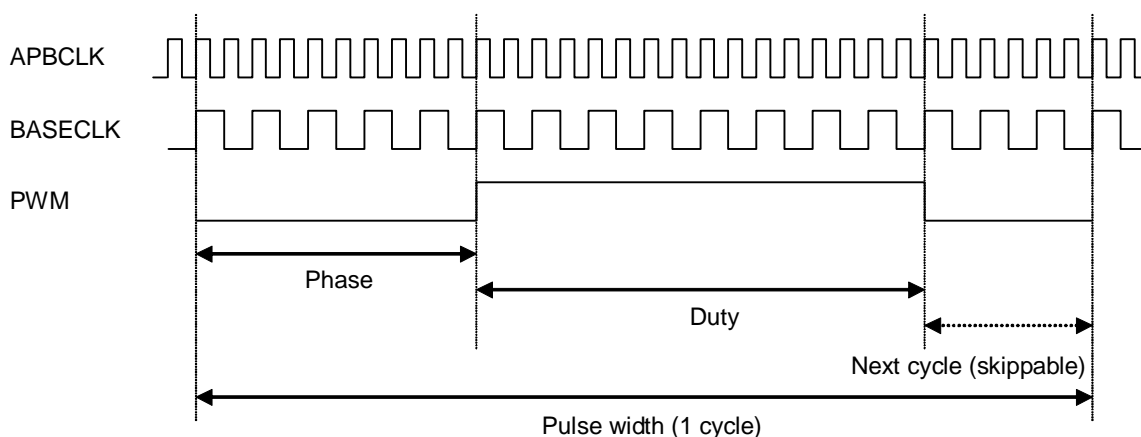 APBCLK
BASECLK
PWM
Phase
Duty
Next cycle (skippable)
Pulse width (1 cycle)